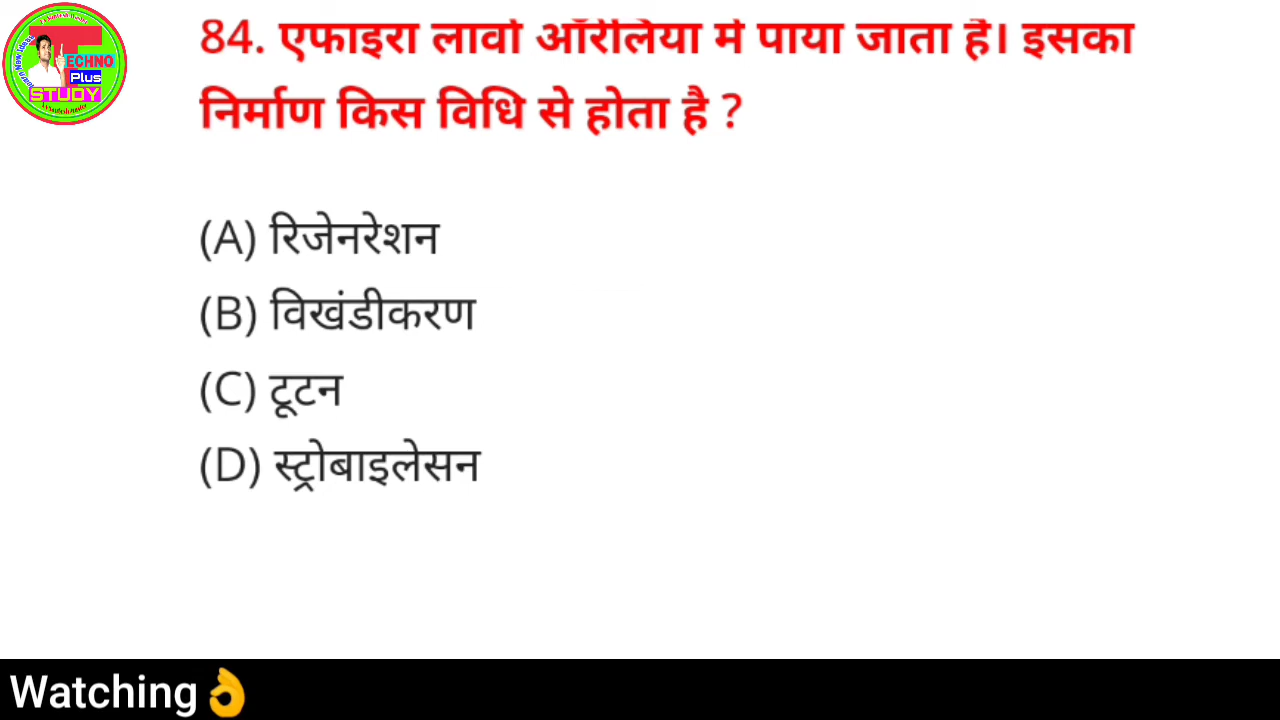 TECHNO
Plus
STUDY
84. एफाइरा लार्वा ऑरेलिया में पाया जाता है। इसका
निर्माण किस विधि से होता है ?
(A) रिजेनरेशन
(B) विखंडीकरण
(C) टूटन
(D) स्ट्रोबाइलेसन
Watching👌